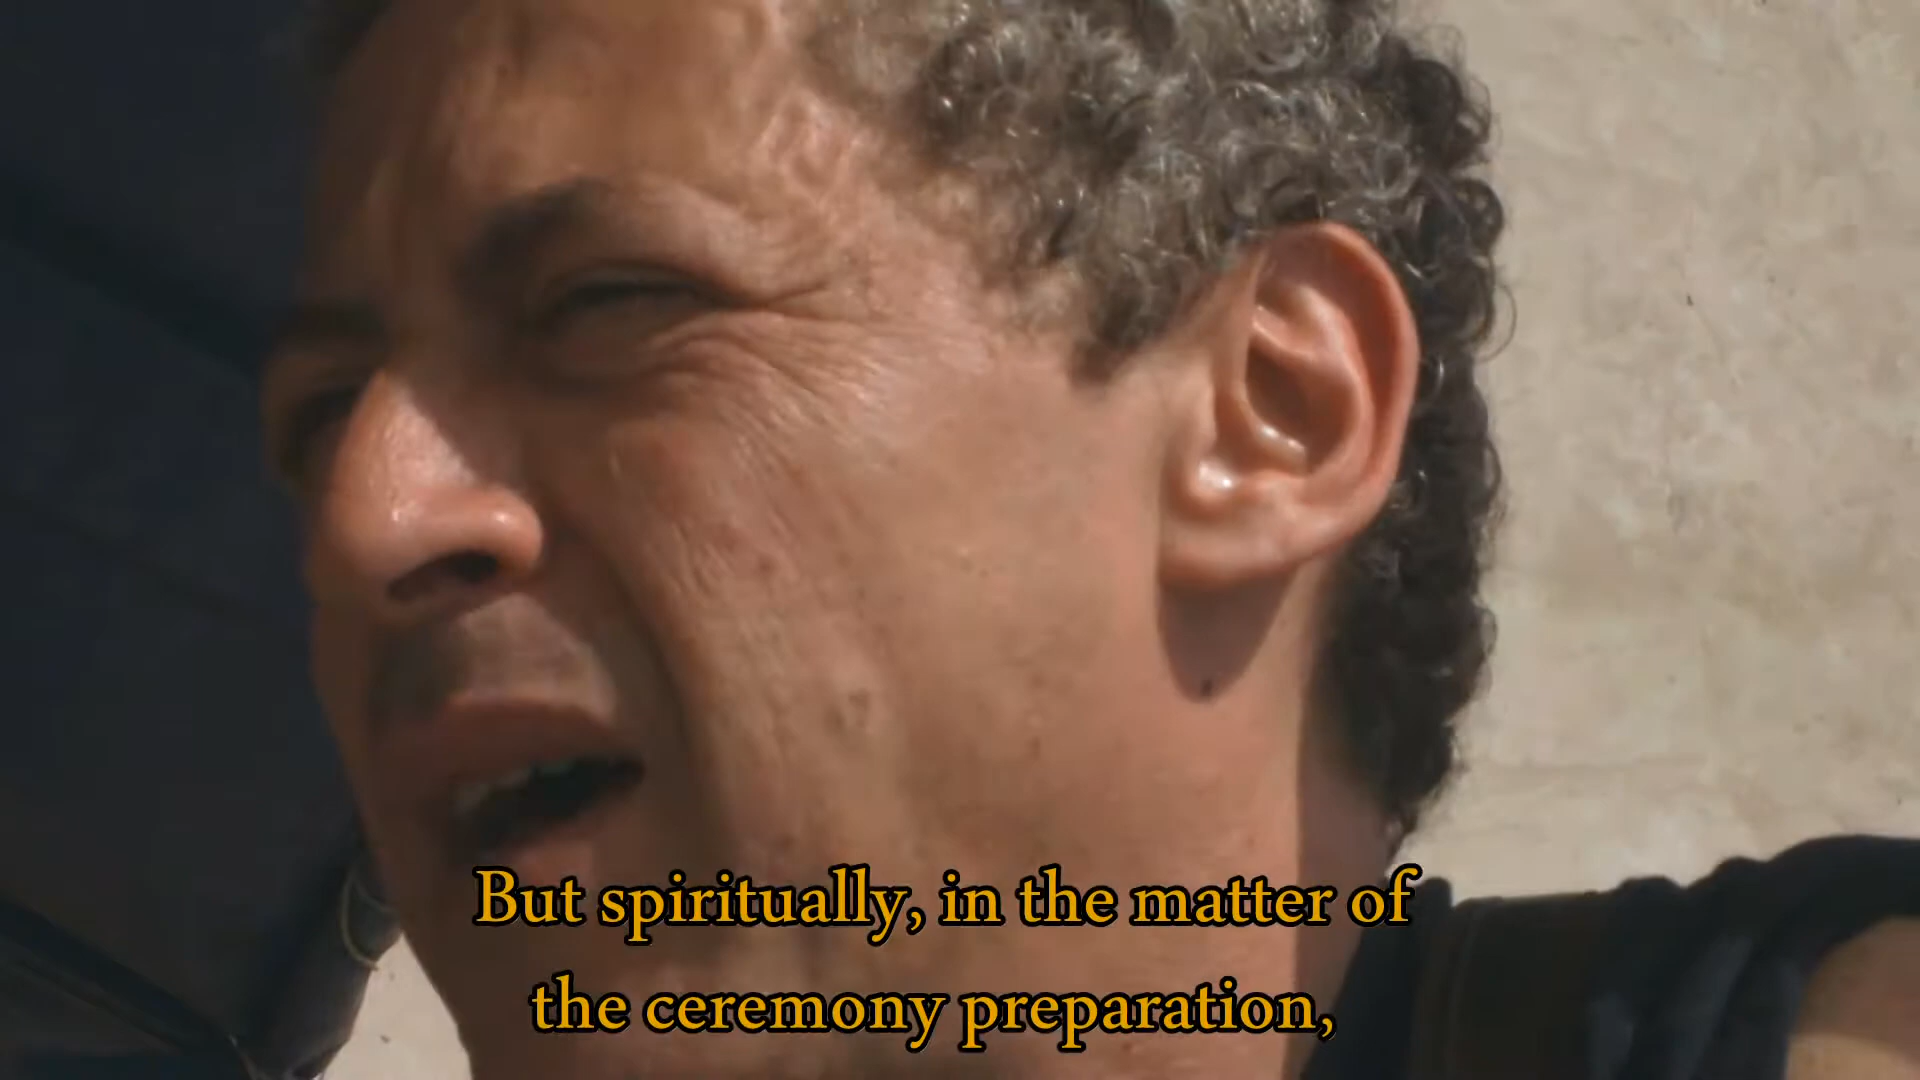 But spiritually, in the matter of
the ceremony preparation,